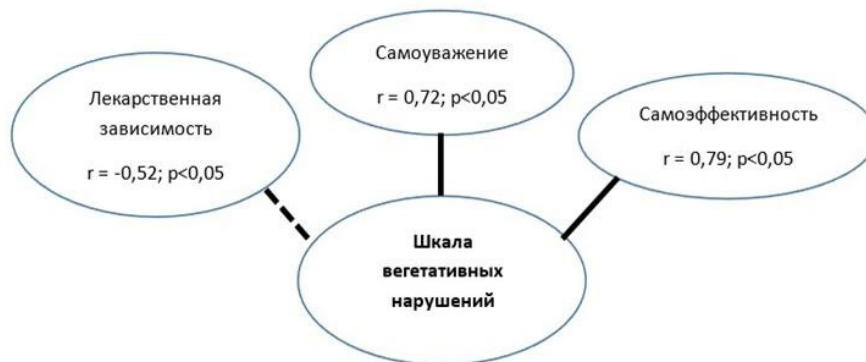 Самоуважение
r = 0,72; p<0,05
Лекарственная
зависимость
r = -0,52; p<0,05
Самоэффективность
r = 0,79; p<0,05
Шкала
вегетативных
нарушений